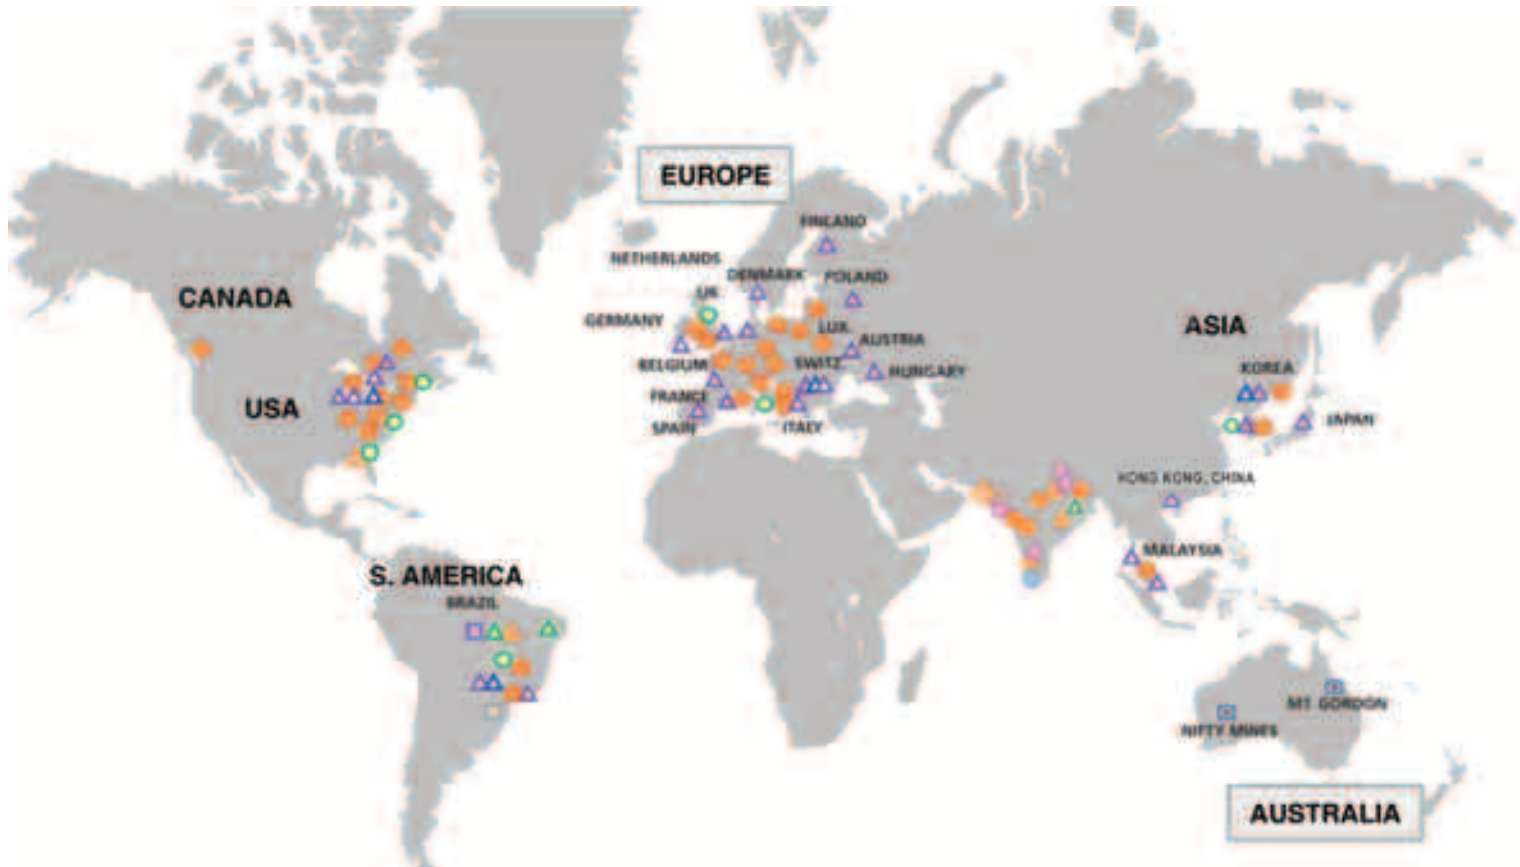 EUROPE
FINLAND
NETHERLANDS
DENMARK
POLAND
UK
CANADA
GERMANY
LUX
ASIA
AUSTRIA
BELGIUM
SWITZ
HUNGARY
KOREA
FRANCE
USA
SPAIN
ITALY
JAPAN
HONG KONG, CHINA
MALAYSIA
S. AMERICA
BRAZIL
MT. GORDON
NIFTY MINES
AUSTRALIA